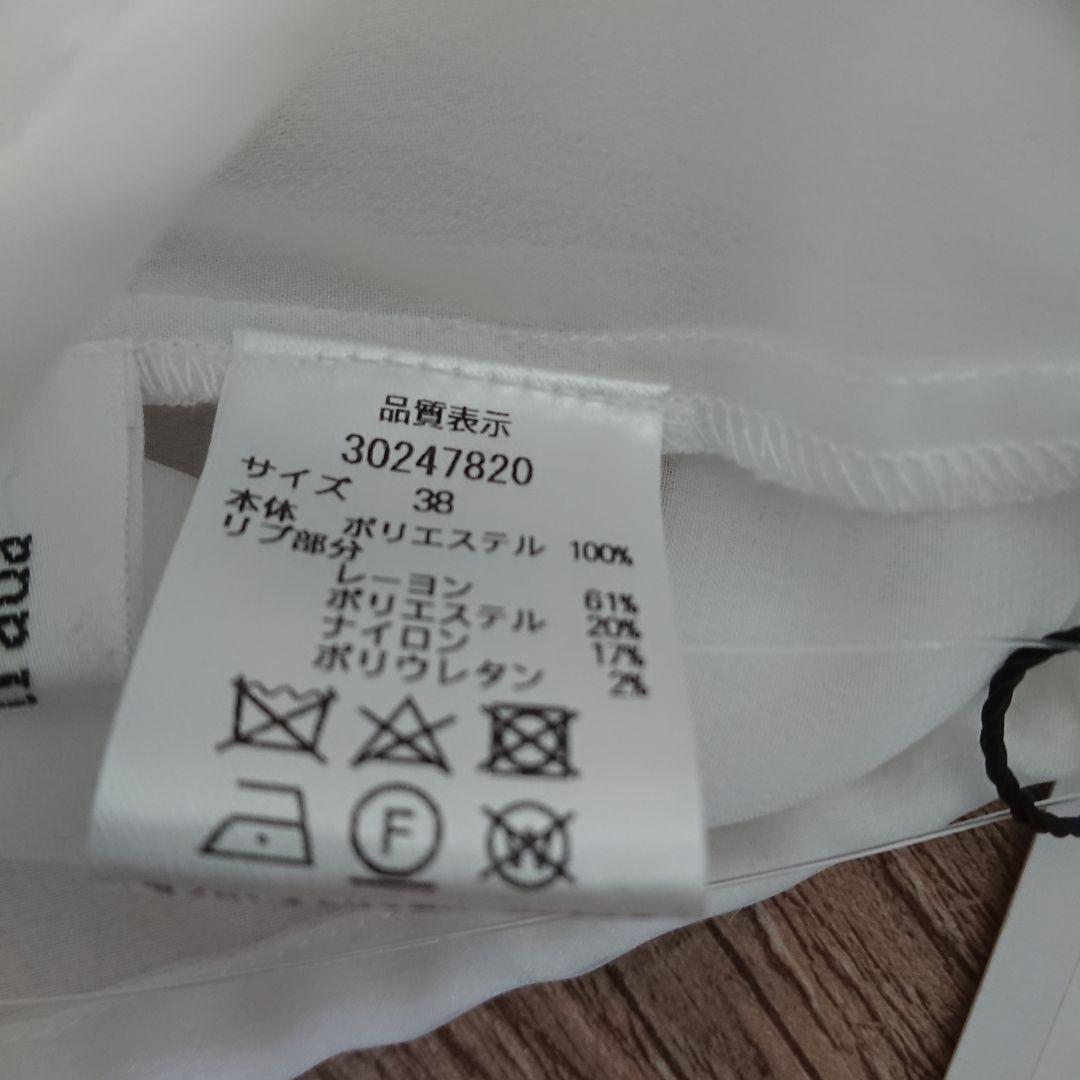 品質表示
30247820
サイズ 38
本体 ポリエステル 100%
リブ部分
レーヨン 61%
ポリエステル 20%
ナイロン 17%
ポリウレタン 2%
F
W